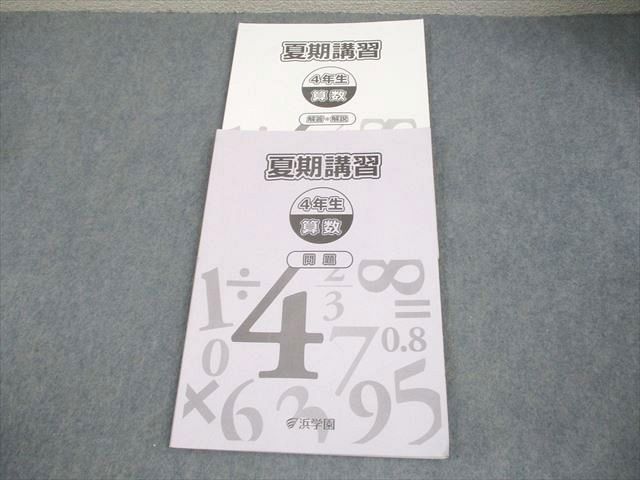 夏期講習
4年生
算数
解答・解説
夏期講習
4年生
算数
問題
1÷4 2/3 8
=
0 7 0.8
×6395
浜学園